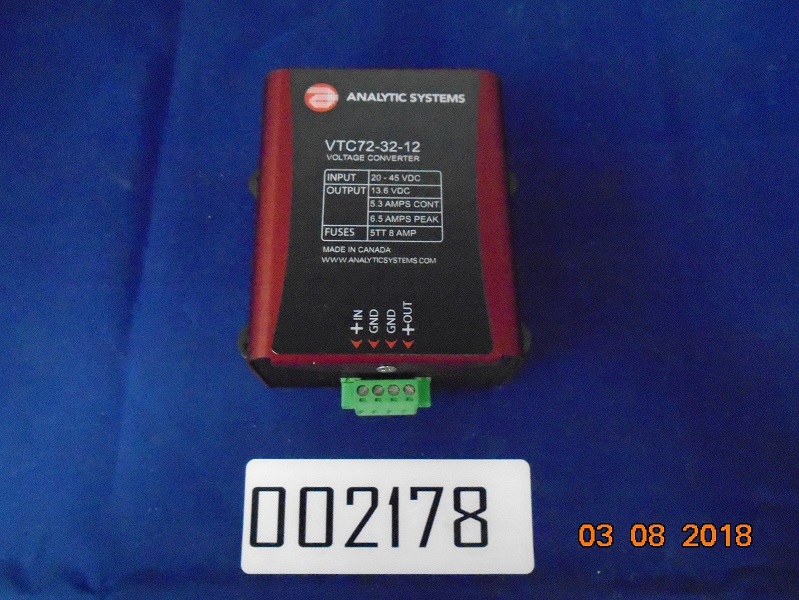 ANALYTIC SYSTEMS
VTC72-32-12
VOLTAGE CONVERTER
INPUT 20 - 45 VDC
OUTPUT 13.6 VDC
5.3 AMPS CONT
6.5 AMPS PEAK
FUSES 5TT 8 AMP
MADE IN CANADA
WWW.ANALYTICSYSTEMS.COM
+IN
GND
GND
+OUT
002178
03 08 2018